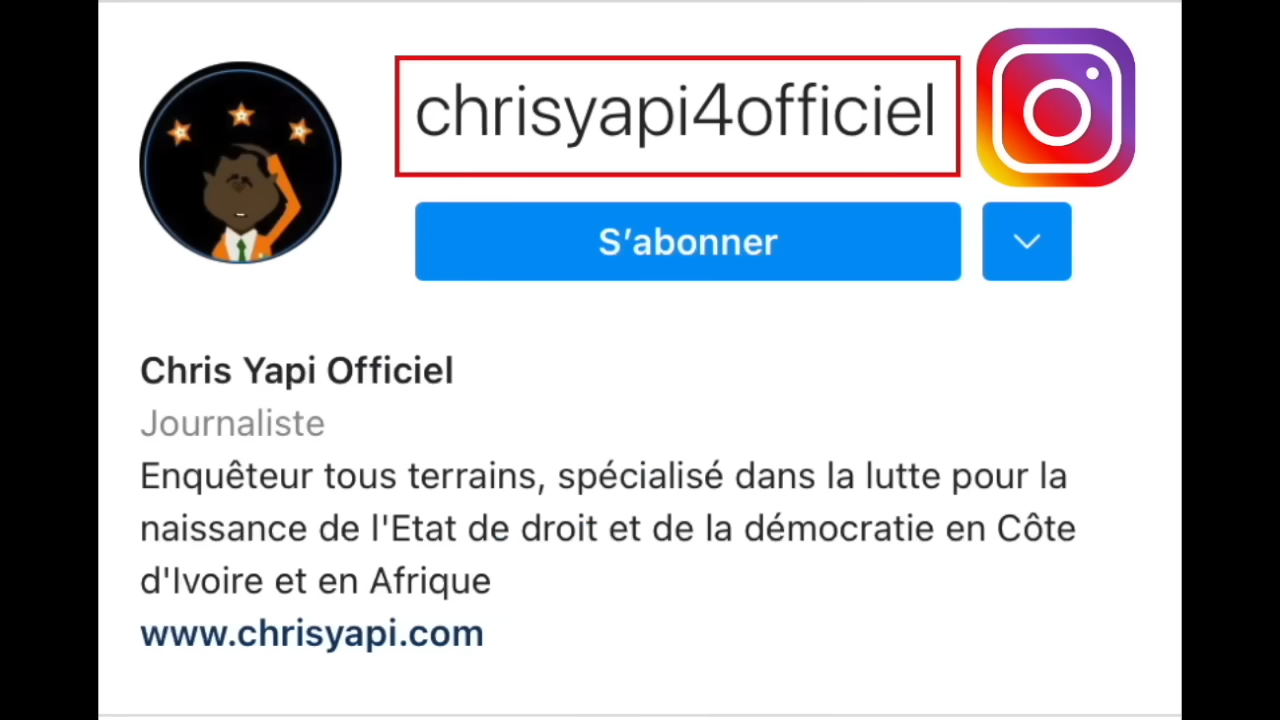 chrisyapi4officiel
S’abonner
Chris Yapi Officiel
Journaliste
Enquêteur tous terrains, spécialisé dans la lutte pour la
naissance de l'Etat de droit et de la démocratie en Côte
d'Ivoire et en Afrique
www.chrisyapi.com